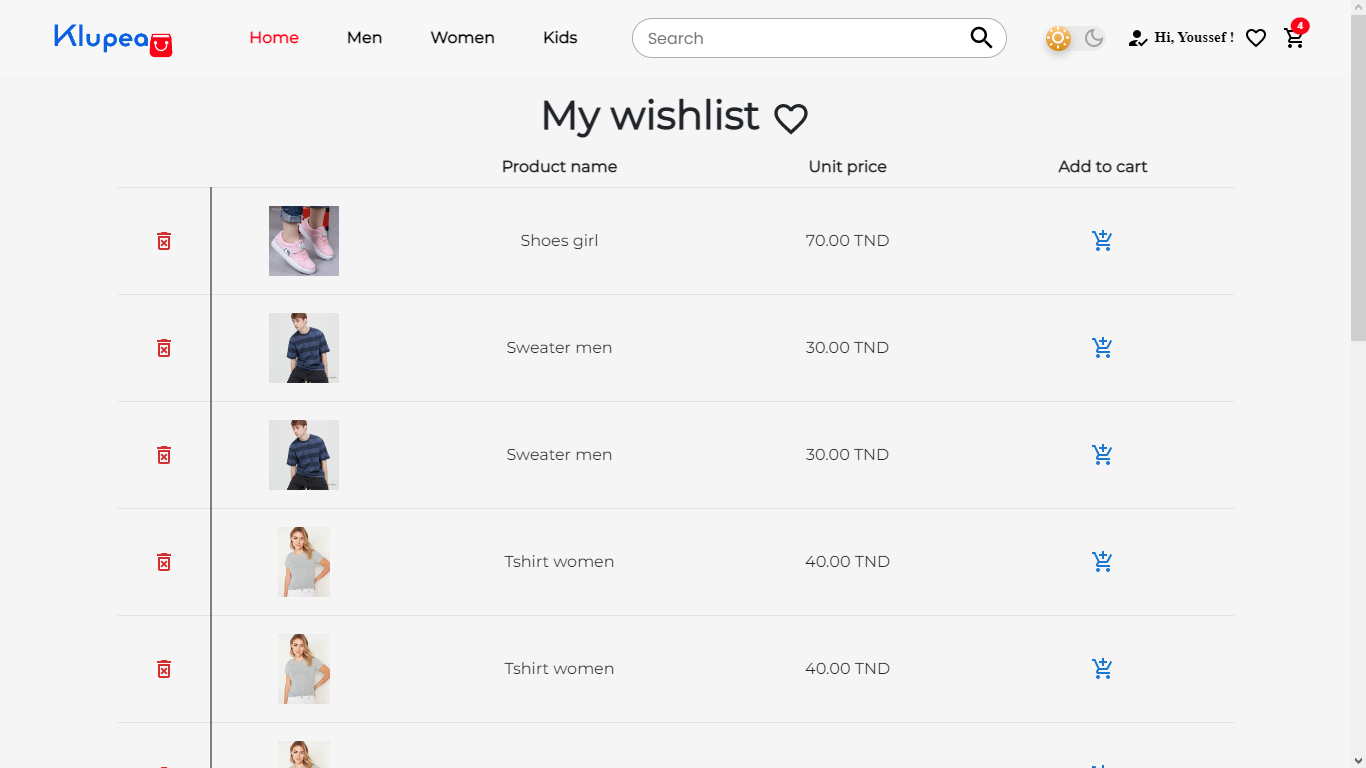 Klupea
Home Men Women Kids
Search
Hi, Youssef !
4
My wishlist
Product name Unit price Add to cart
Shoes girl 70.00 TND
Sweater men 30.00 TND
Sweater men 30.00 TND
Tshirt women 40.00 TND
Tshirt women 40.00 TND